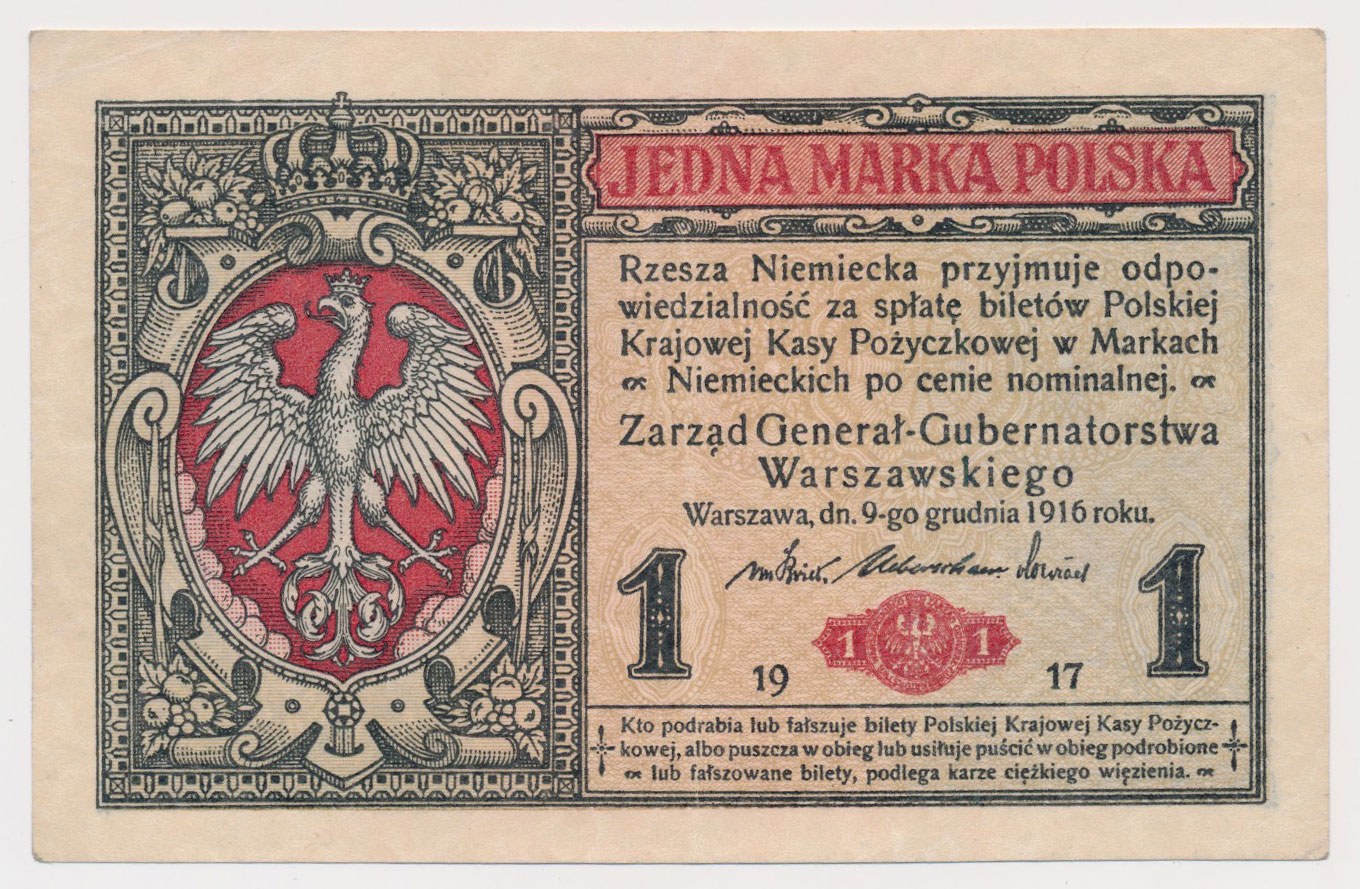 JEDNA MARKA POLSKA
Rzesza Niemiecka przyjmuje odpo-
wiedzialność za spłatę biletów Polskiej
Krajowej Kasy Pożyczkowej w Markach
Niemieckich po cenie nominalnej.
Zarząd Generał-Gubernatorstwa
Warszawskiego
Warszawa, dn. 9-go grudnia 1916 roku.
1 1
1 1
19 17
Kto podrabia lub fałszuje bilety Polskiej Krajowej Kasy Pożycz-
kowej, albo puszcza w obieg lub usiłuje puścić w obieg podrobione
lub fałszowane bilety, podlega karze ciężkiego więzienia.